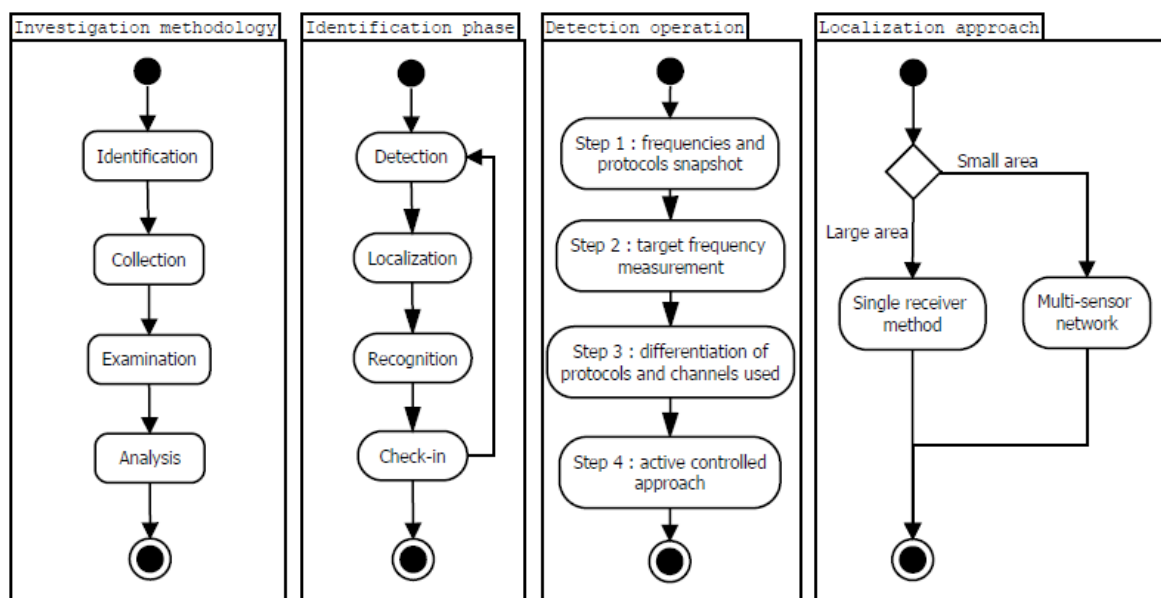 Investigation methodology
Identification
Collection
Examination
Analysis
Identification phase
Detection
Localization
Recognition
Check-in
Detection operation
Step 1 : frequencies and
protocols snapshot
Step 2 : target frequency
measurement
Step 3 : differentiation of
protocols and channels used
Step 4 : active controlled
approach
Localization approach
Small area
Large area
Single receiver
method
Multi-sensor
network